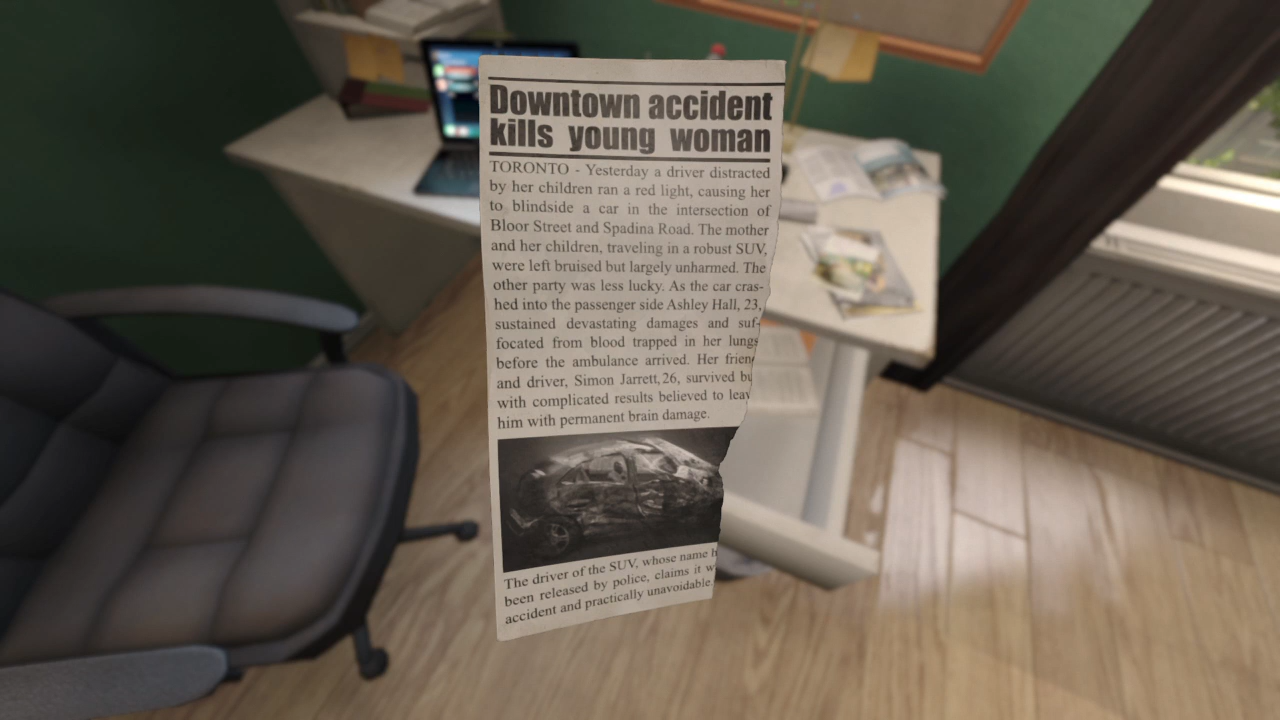 Downtown accident
kills young woman
TORONTO - Yesterday a driver distracted
by her children ran a red light, causing her
to blindside a car in the intersection of
Bloor Street and Spadina Road. The mother
and her children, traveling in a robust SUV,
were left bruised but largely unharmed. The
other party was less lucky. As the car cras-
hed into the passenger side Ashley Hall, 23,
sustained devastating damages and suf-
focated from blood trapped in her lungs
before the ambulance arrived. Her frien
and driver, Simon Jarrett, 26, survived bu
with complicated results believed to leav
him with permanent brain damage.
The driver of the SUV, whose name h
been released by police, claims it w
accident and practically unavoidable.